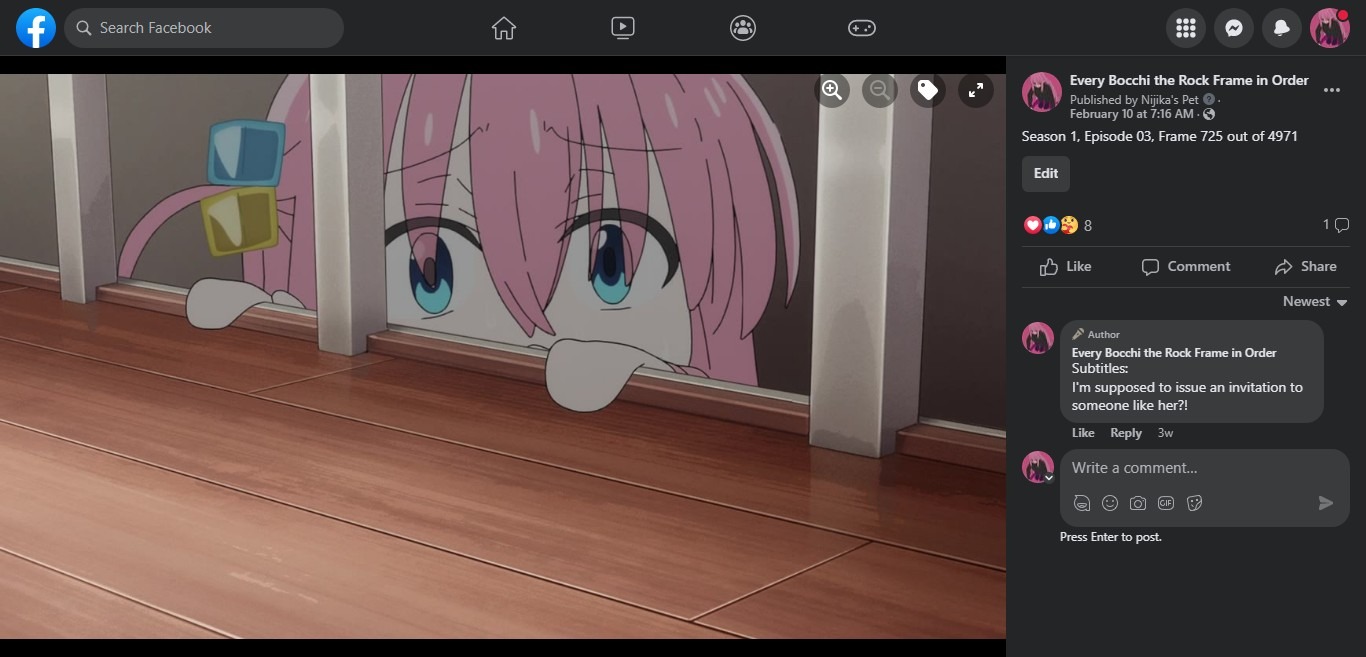 Search Facebook
Every Bocchi the Rock Frame in Order
Published by Nijika's Pet ·
February 10 at 7:16 AM ·
Season 1, Episode 03, Frame 725 out of 4971
Edit
8
1
Like
Comment
Share
Newest
Author
Every Bocchi the Rock Frame in Order
Subtitles:
I'm supposed to issue an invitation to
someone like her?!
Like Reply 3w
Write a comment...
GIF
Press Enter to post.